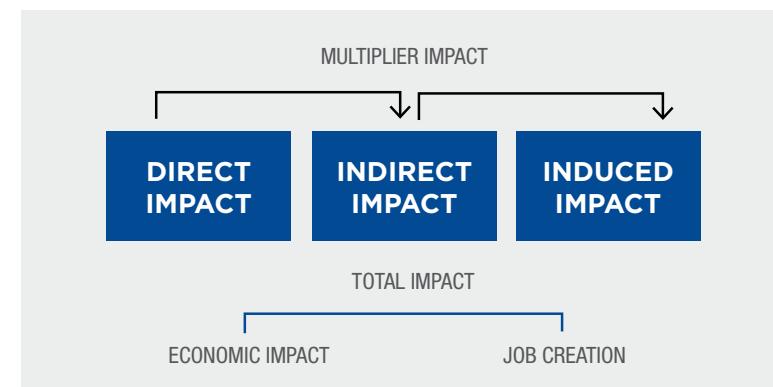 MULTIPLIER IMPACT
DIRECT
IMPACT
INDIRECT
IMPACT
INDUCED
IMPACT
TOTAL IMPACT
ECONOMIC IMPACT
JOB CREATION